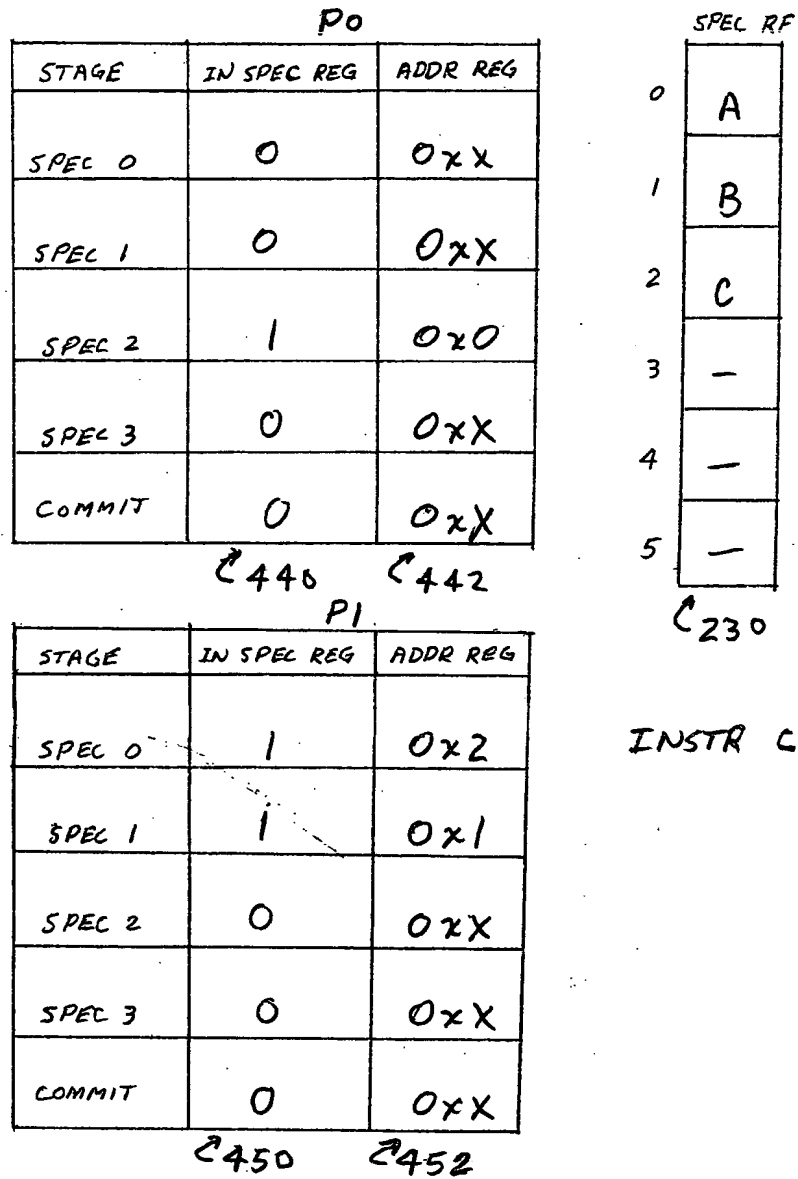 P0
STAGE IN SPEC REG ADDR REG
SPEC 0 0 0xX
SPEC 1 0 0xX
SPEC 2 1 0x0
SPEC 3 0 0xX
COMMIT 0 0xX
440 442
SPEC RF
0 A
1 B
2 C
3 —
4 —
5 —
230
P1
STAGE IN SPEC REG ADDR REG
SPEC 0 1 0x2
SPEC 1 1 0x1
SPEC 2 0 0xX
SPEC 3 0 0xX
COMMIT 0 0xX
450 452
INSTR C